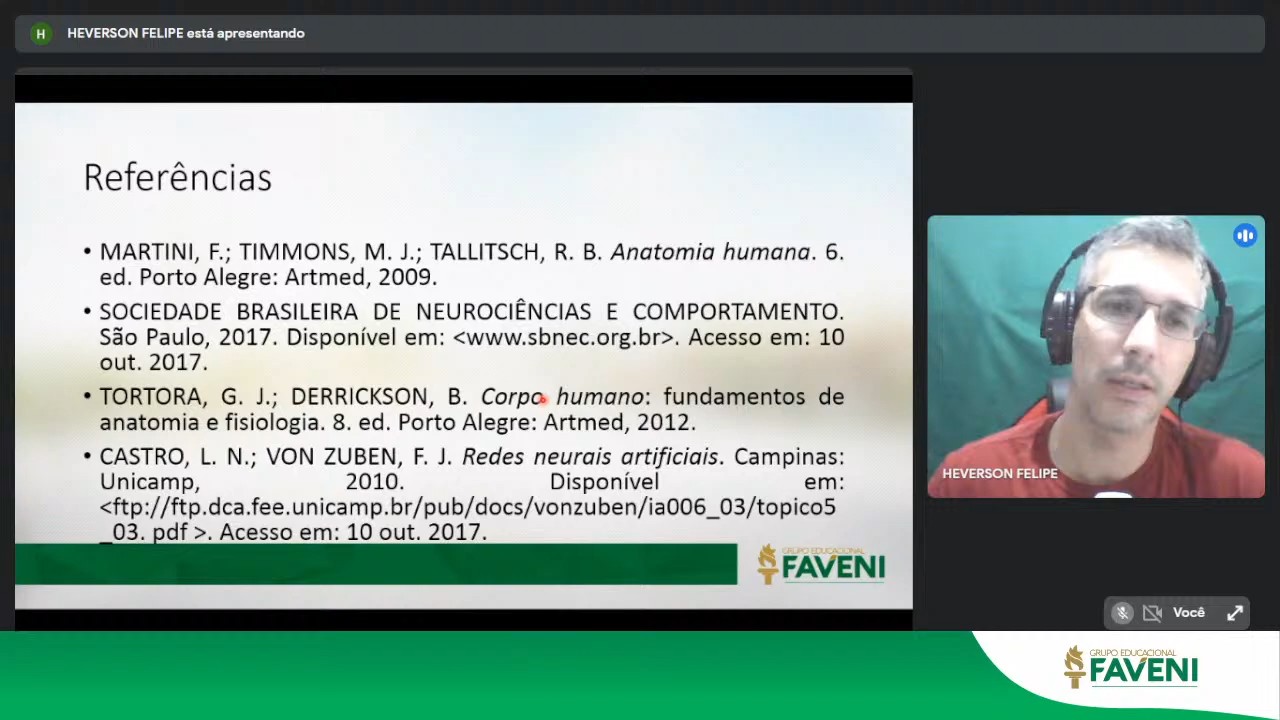 H
HEVERSON FELIPE está apresentando
Referências
• MARTINI, F.; TIMMONS, M. J.; TALLITSCH, R. B. Anatomia humana. 6.
ed. Porto Alegre: Artmed, 2009.
• SOCIEDADE BRASILEIRA DE NEUROCIÊNCIAS E COMPORTAMENTO.
São Paulo, 2017. Disponível em: <www.sbnec.org.br>. Acesso em: 10
out. 2017.
• TORTORA, G. J.; DERRICKSON, B. Corpo humano: fundamentos de
anatomia e fisiologia. 8. ed. Porto Alegre: Artmed, 2012.
• CASTRO, L. N.; VON ZUBEN, F. J. Redes neurais artificiais. Campinas:
Unicamp, 2010. Disponível em:
<ftp://ftp.dca.fee.unicamp.br/pub/docs/vonzuben/ia006_03/topico5
_03. pdf >. Acesso em: 10 out. 2017.
GRUPO EDUCACIONAL
FAVENI
HEVERSON FELIPE
Você
GRUPO EDUCACIONAL
FAVENI